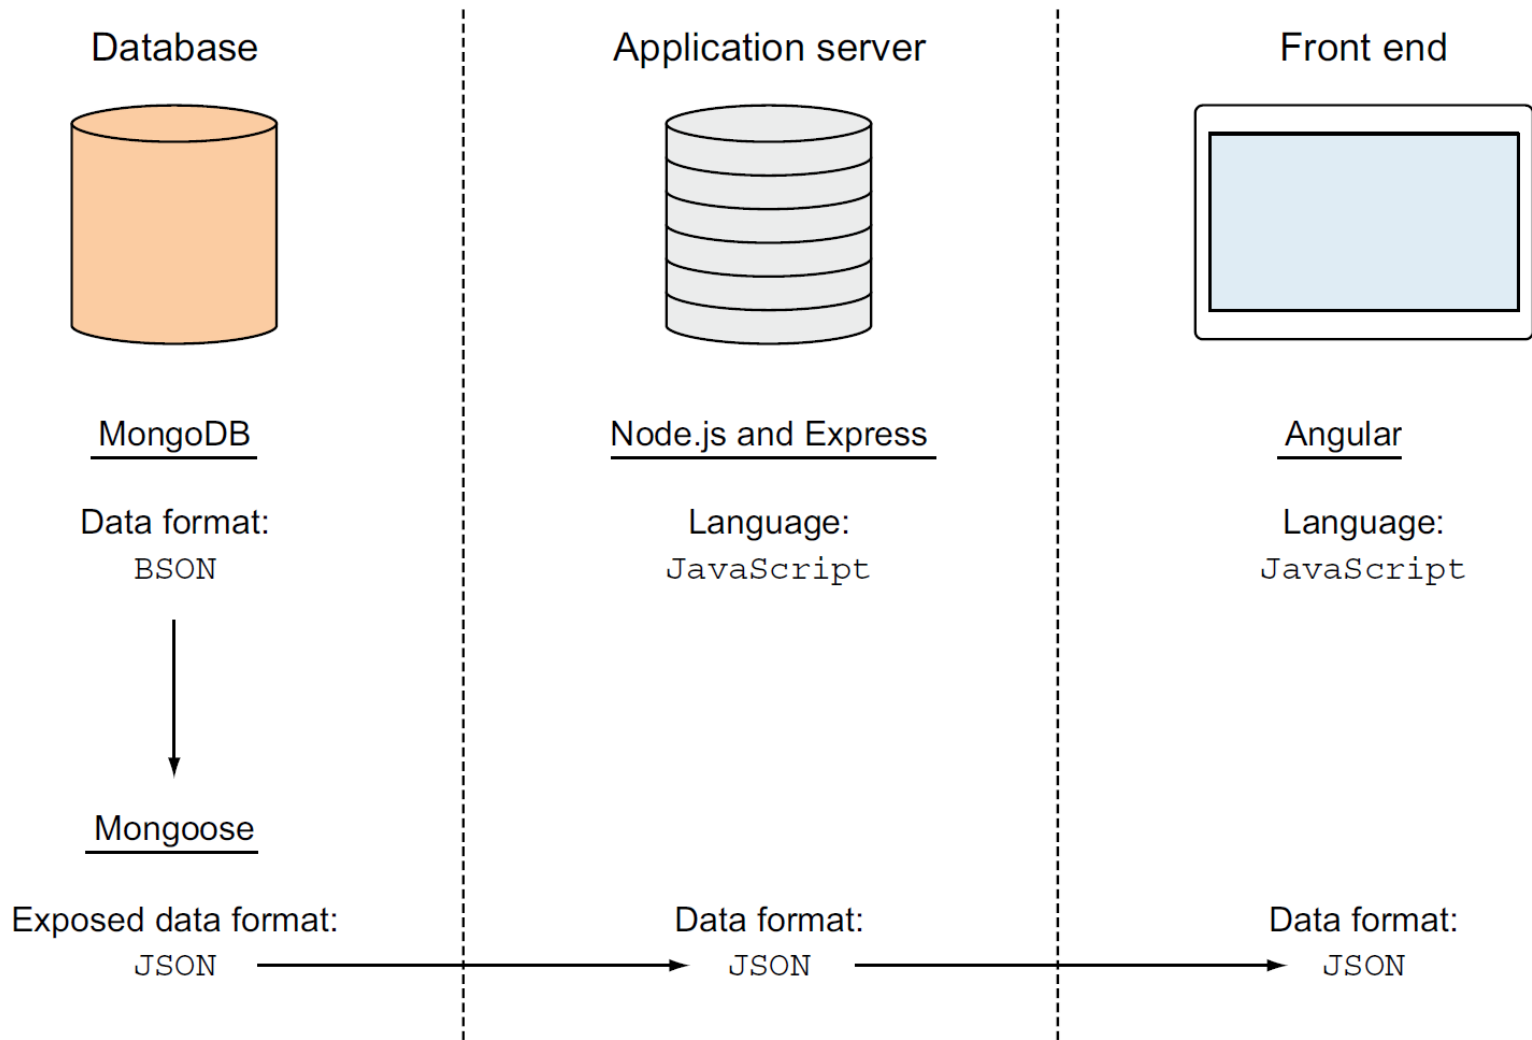 Database
Application server
Front end
MongoDB
Node.js and Express
Angular
Data format:
BSON
Language:
JavaScript
Language:
JavaScript
Mongoose
Exposed data format:
JSON
Data format:
JSON
Data format:
JSON